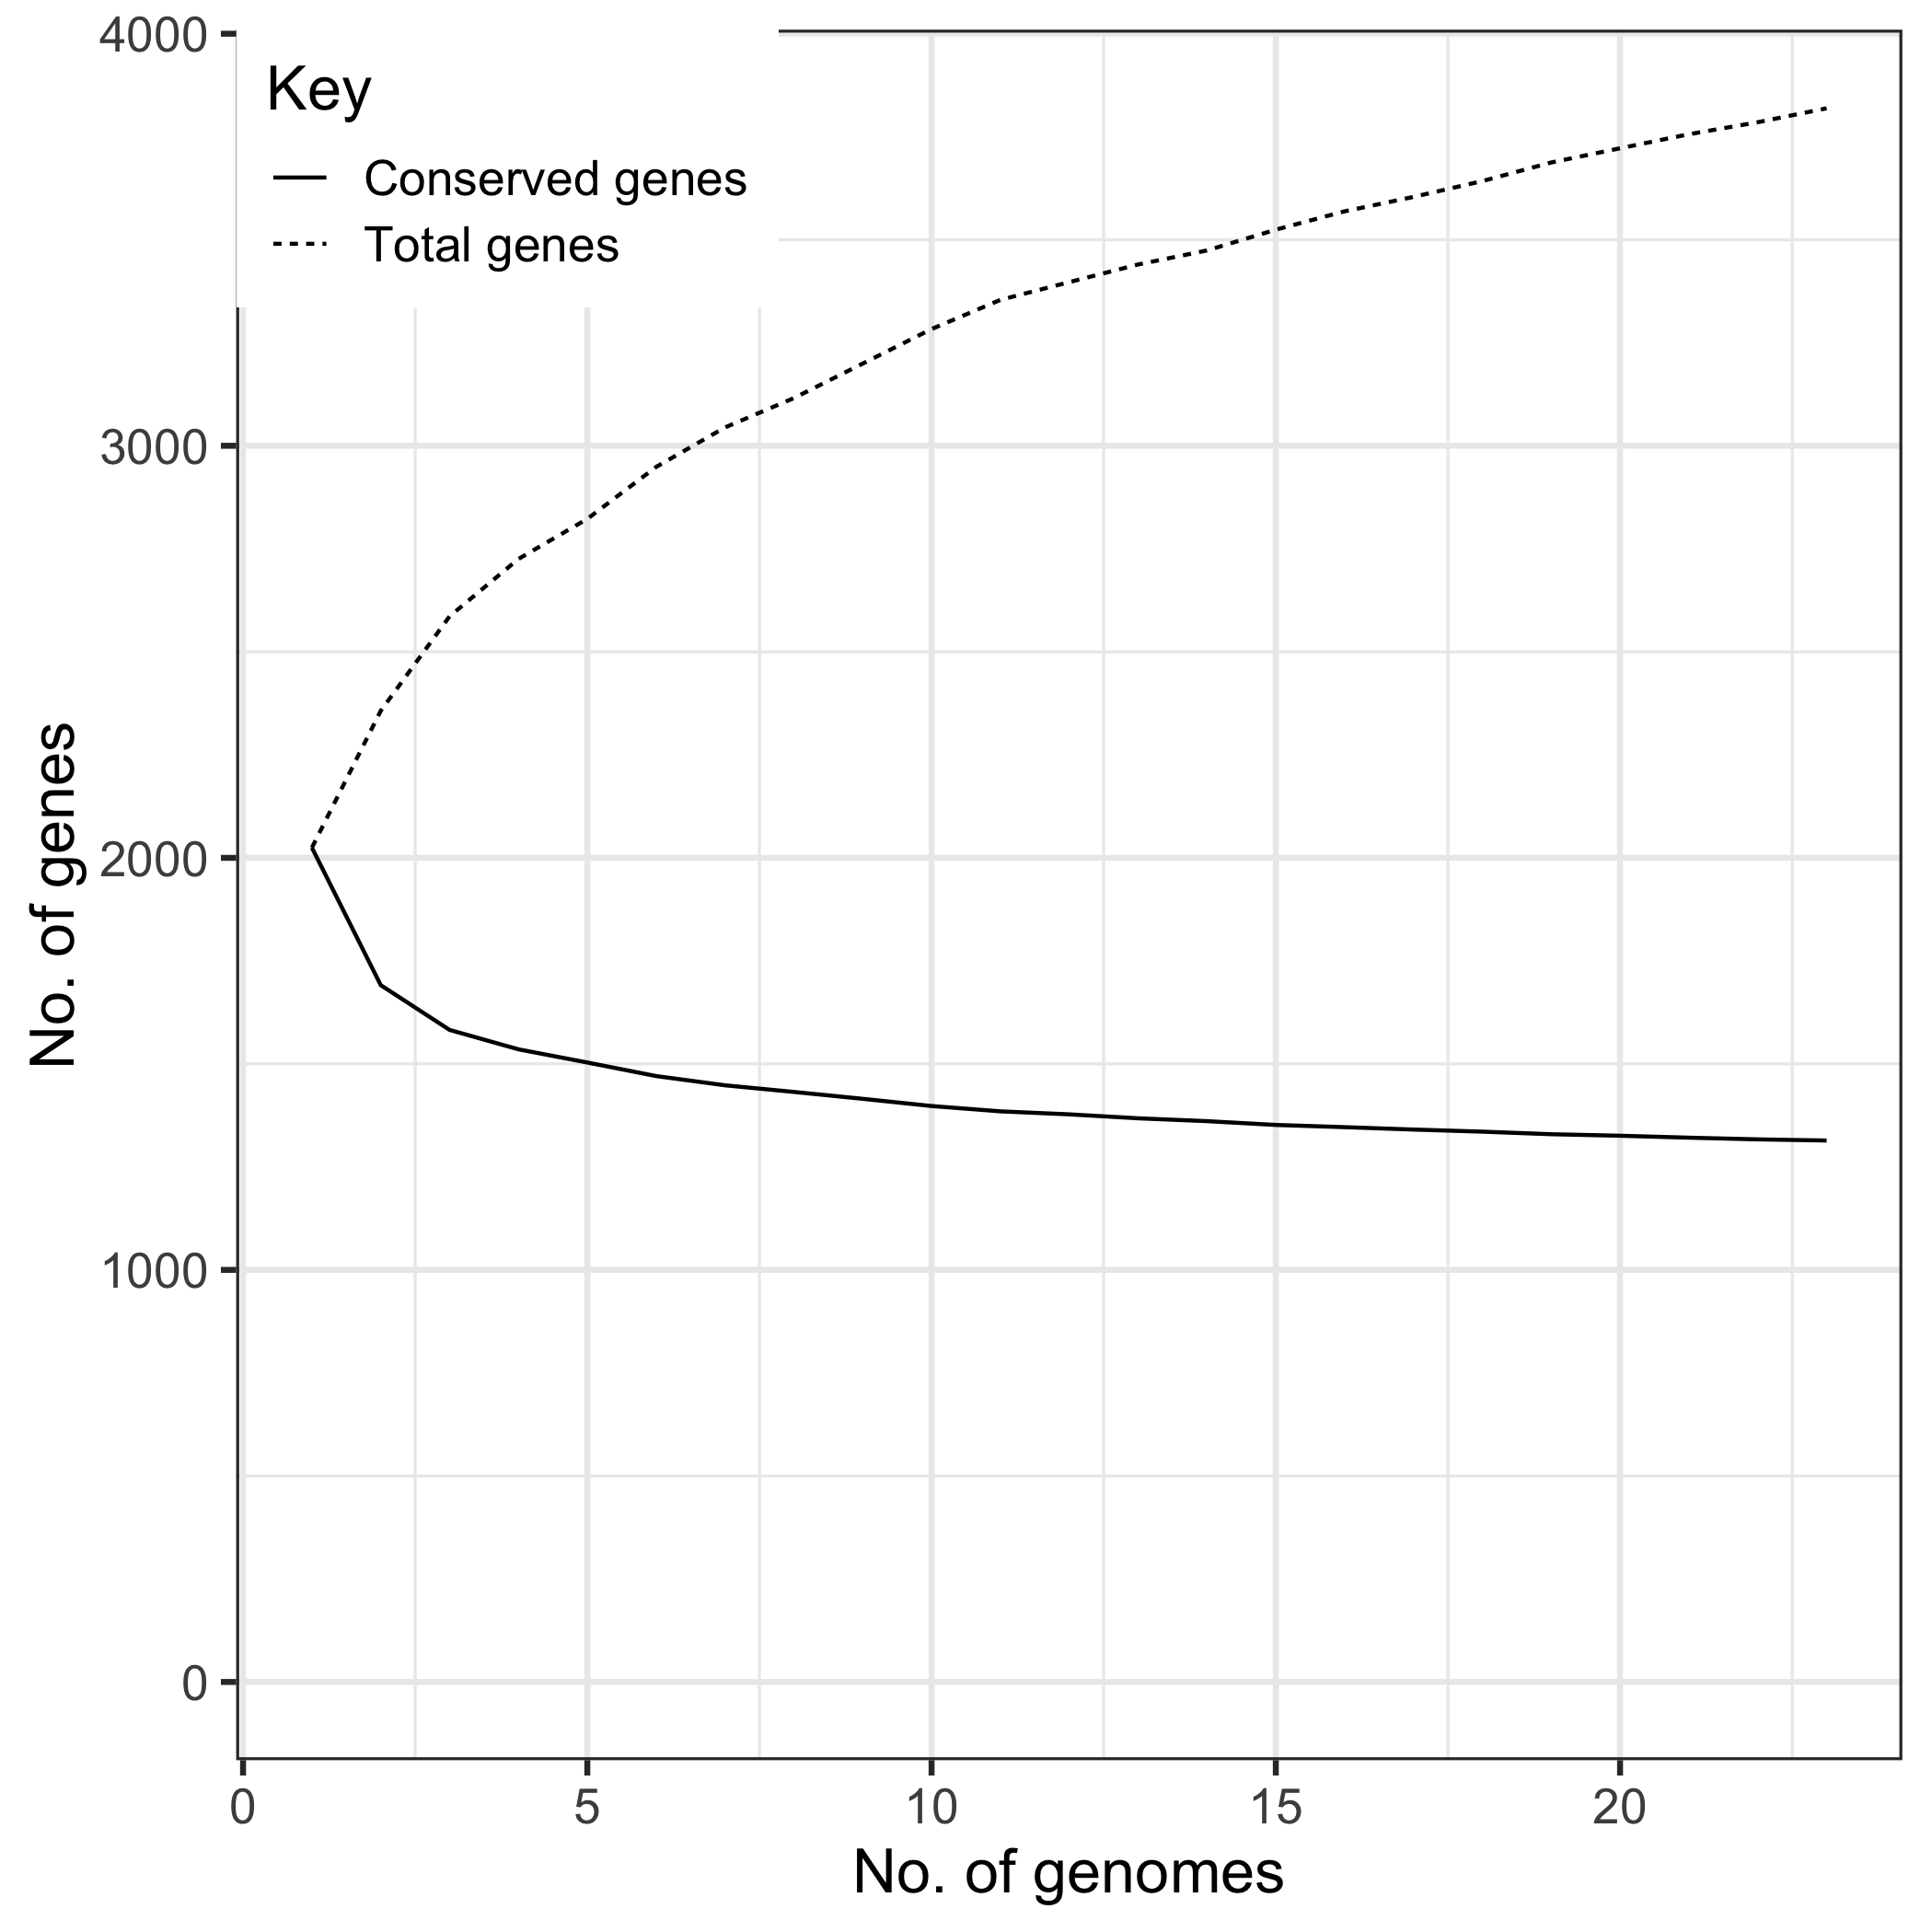 Key
Conserved genes
Total genes
No. of genes
4000
3000
2000
1000
0
0 5 10 15 20
No. of genomes